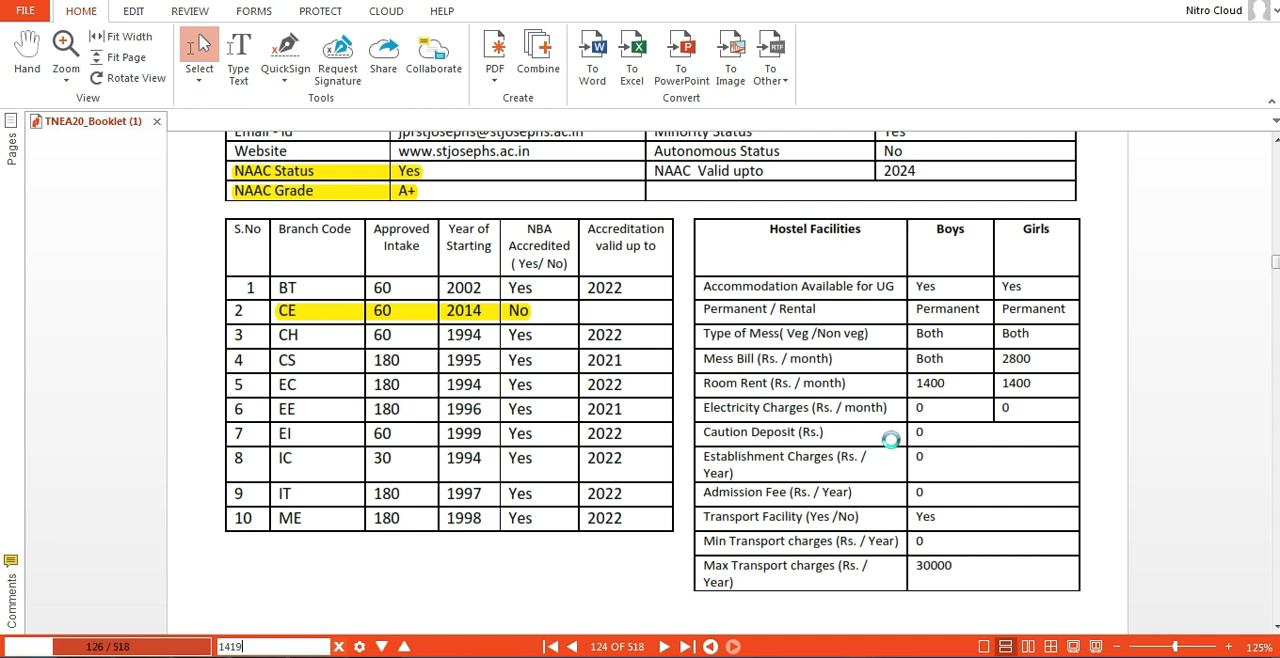 FILE HOME EDIT REVIEW FORMS PROTECT CLOUD HELP Nitro Cloud
Hand Zoom Fit Width Fit Page Rotate View
View
Select Type Text QuickSign Request Signature Share Collaborate
Tools
PDF Combine
Create
To Word To Excel To PowerPoint To Image To Other
Convert
Pages
TNEA20_Booklet (1)
Email - Id jprstjosephs@stjosephs.ac.in Minority Status Yes
Website www.stjosephs.ac.in Autonomous Status No
NAAC Status Yes NAAC Valid upto 2024
NAAC Grade A+
S.No Branch Code Approved Intake Year of Starting NBA Accredited ( Yes/ No) Accreditation valid up to
1 BT 60 2002 Yes 2022
2 CE 60 2014 No
3 CH 60 1994 Yes 2022
4 CS 180 1995 Yes 2021
5 EC 180 1994 Yes 2022
6 EE 180 1996 Yes 2021
7 EI 60 1999 Yes 2022
8 IC 30 1994 Yes 2022
9 IT 180 1997 Yes 2022
10 ME 180 1998 Yes 2022
Hostel Facilities Boys Girls
Accommodation Available for UG Yes Yes
Permanent / Rental Permanent Permanent
Type of Mess( Veg /Non veg) Both Both
Mess Bill (Rs. / month) Both 2800
Room Rent (Rs. / month) 1400 1400
Electricity Charges (Rs. / month) 0 0
Caution Deposit (Rs.) 0
Establishment Charges (Rs. / Year) 0
Admission Fee (Rs. / Year) 0
Transport Facility (Yes /No) Yes
Min Transport charges (Rs. / Year) 0
Max Transport charges (Rs. / Year) 30000
Comments
126 / 518 1419 124 OF 518 125%